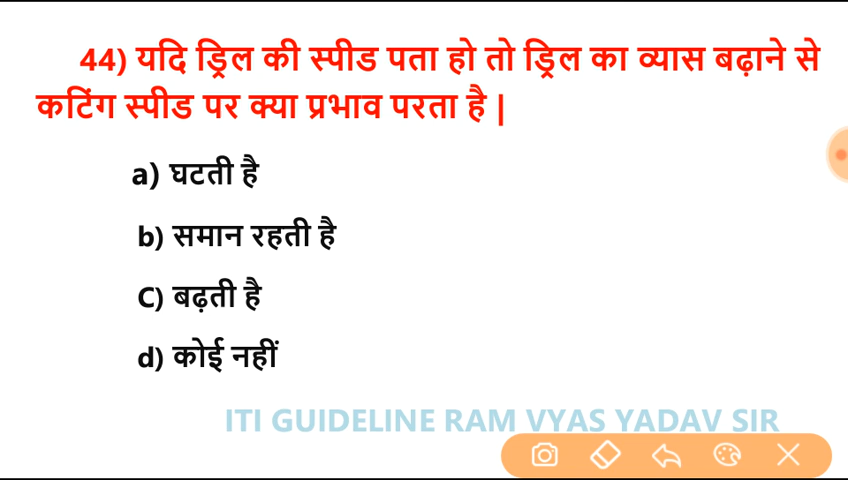 44) यदि ड्रिल की स्पीड पता हो तो ड्रिल का व्यास बढ़ाने से
कटिंग स्पीड पर क्या प्रभाव परता है |
a) घटती है
b) समान रहती है
C) बढ़ती है
d) कोई नहीं
ITI GUIDELINE RAM VYAS YADAV SIR